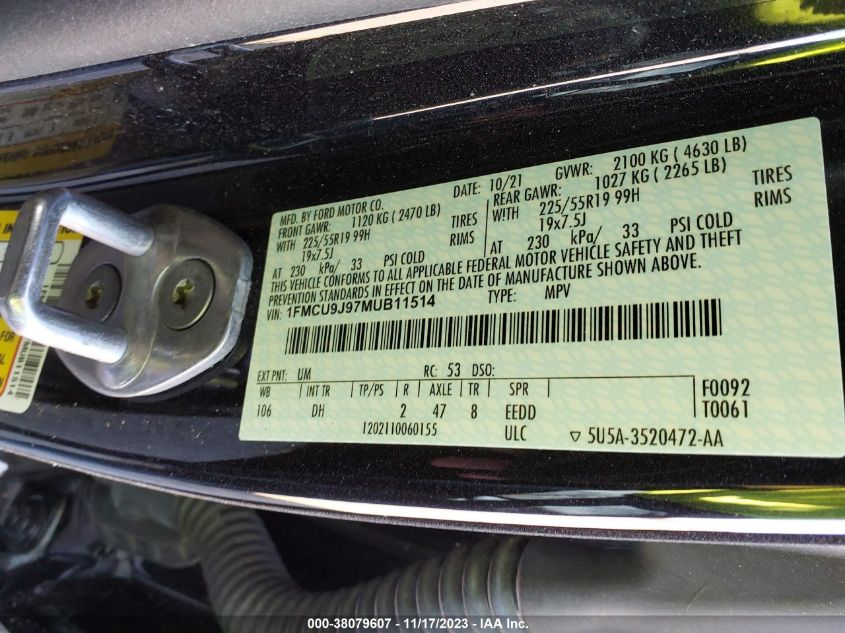 MFD. BY FORD MOTOR CO. DATE: 10/21 GVWR: 2100 KG ( 4630 LB)
FRONT GAWR: 1120 KG ( 2470 LB) REAR GAWR: 1027 KG ( 2265 LB)
WITH 225/55R19 99H TIRES WITH 225/55R19 99H TIRES
19x7.5J RIMS 19x7.5J RIMS
AT 230 kPa/ 33 PSI COLD AT 230 kPa/ 33 PSI COLD
THIS VEHICLE CONFORMS TO ALL APPLICABLE FEDERAL MOTOR VEHICLE SAFETY AND THEFT
PREVENTION STANDARDS IN EFFECT ON THE DATE OF MANUFACTURE SHOWN ABOVE.
1FMCU9J97MUB11514 TYPE: MPV
EXT PNT: UM RC: 53 DSO:
WB INT TR TP/PS R AXLE TR SPR F0092
106 DH 2 47 8 EEDD T0061
1202110060155 ULC ▽ 5U5A-3520472-AA
000-38079607 - 11/17/2023 - IAA Inc.